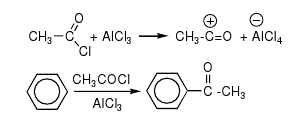 O
CH₃-C
Cl
+ AlCl₃
⊕
CH₃-C=O
+ AlCl₄
⊖
CH₃COCl
AlCl₃
O
C -CH₃